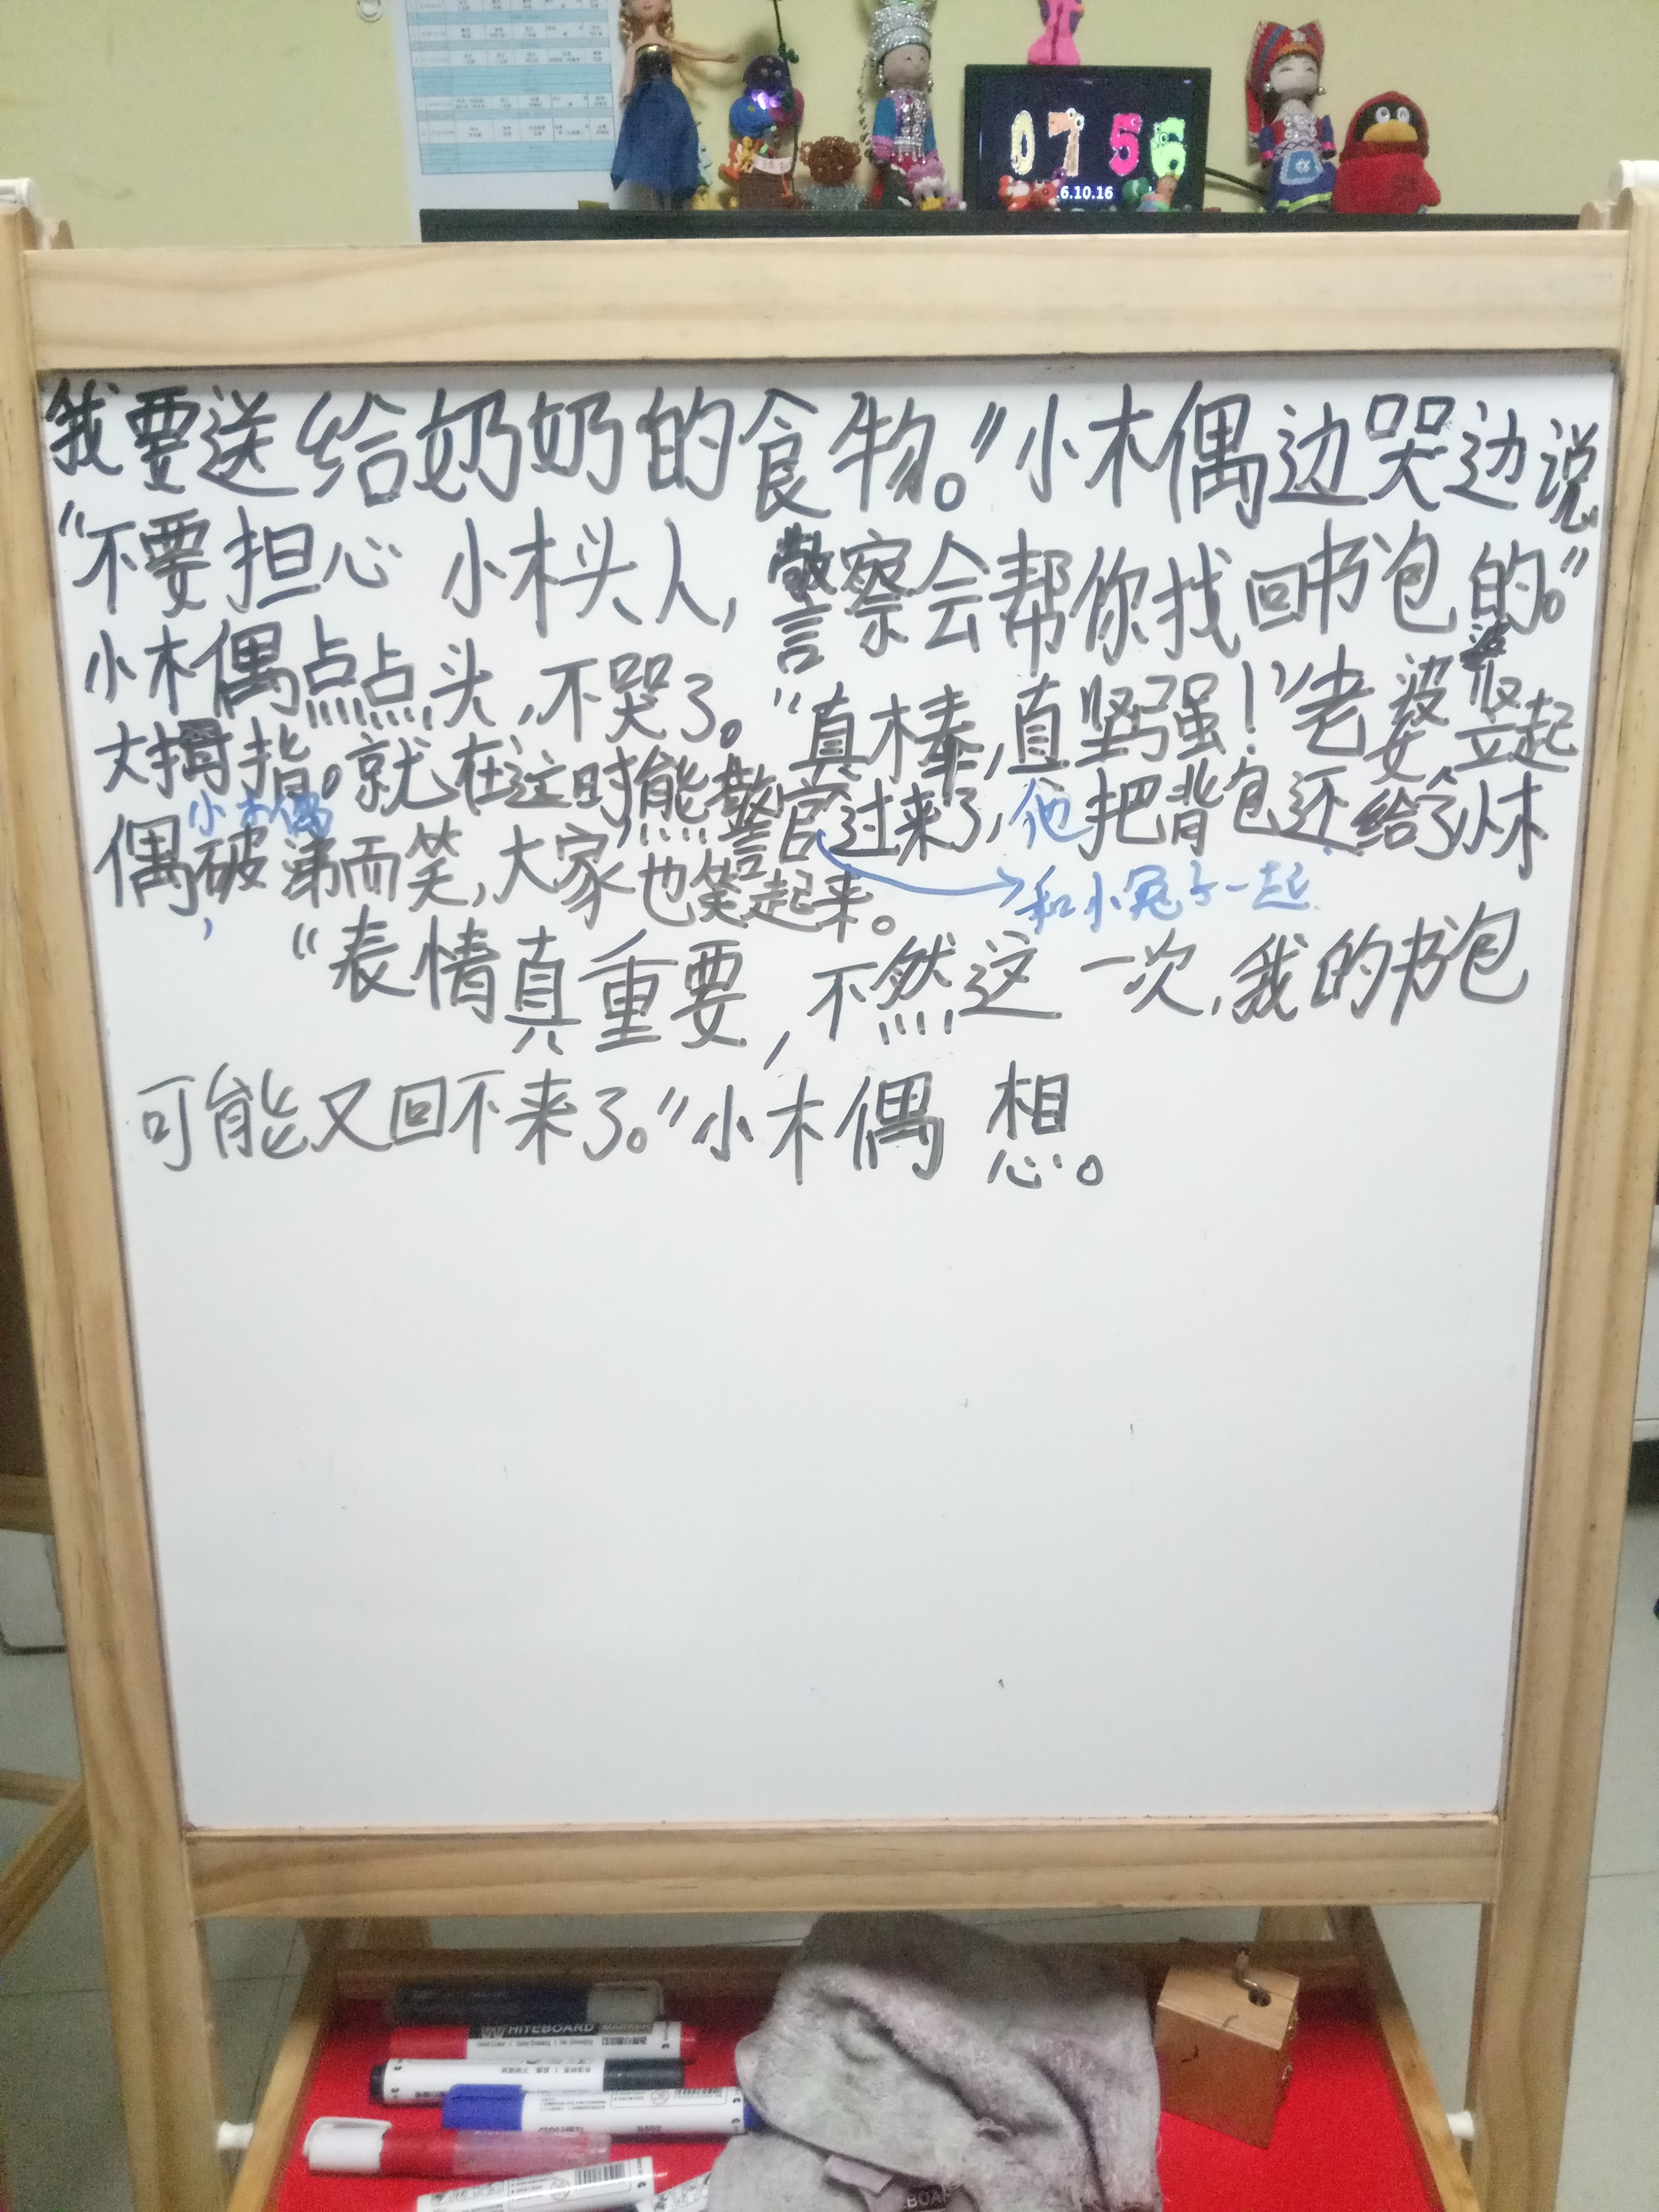 07 56
6.10.16
我要送给奶奶的食物。”小木偶边哭边说
“不要担心 小木头人,警察会帮你找回书包的。”
小木偶点点头,不哭了。“真棒,真坚强!”老婆婆竖起
大拇指。就在这时熊警官过来了,他把背包还给了小木
小木偶
偶,破涕而笑,大家也笑起来。
和小兔子一起
“表情真重要,不然这一次,我的书包
可能又回不来了。”小木偶 想。
WHITEBOARD MARKER